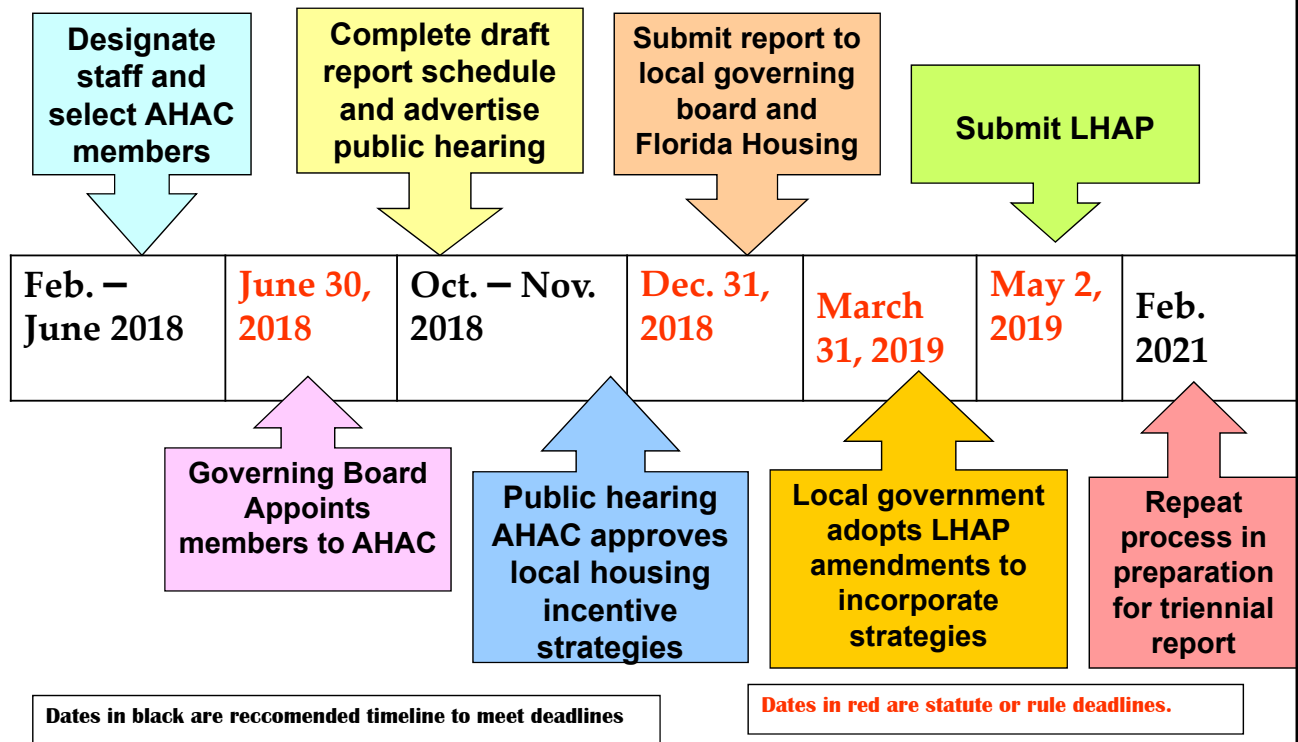 Designate
staff and
select AHAC
members
Complete draft
report schedule
and advertise
public hearing
Submit report to
local governing
board and
Florida Housing
Submit LHAP
Feb. –
June 2018
June 30,
2018
Oct. – Nov.
2018
Dec. 31,
2018
March
31, 2019
May 2,
2019
Feb.
2021
Governing Board
Appoints
members to AHAC
Public hearing
AHAC approves
local housing
incentive
strategies
Local government
adopts LHAP
amendments to
incorporate
strategies
Repeat
process in
preparation
for triennial
report
Dates in black are reccomended timeline to meet deadlines
Dates in red are statute or rule deadlines.